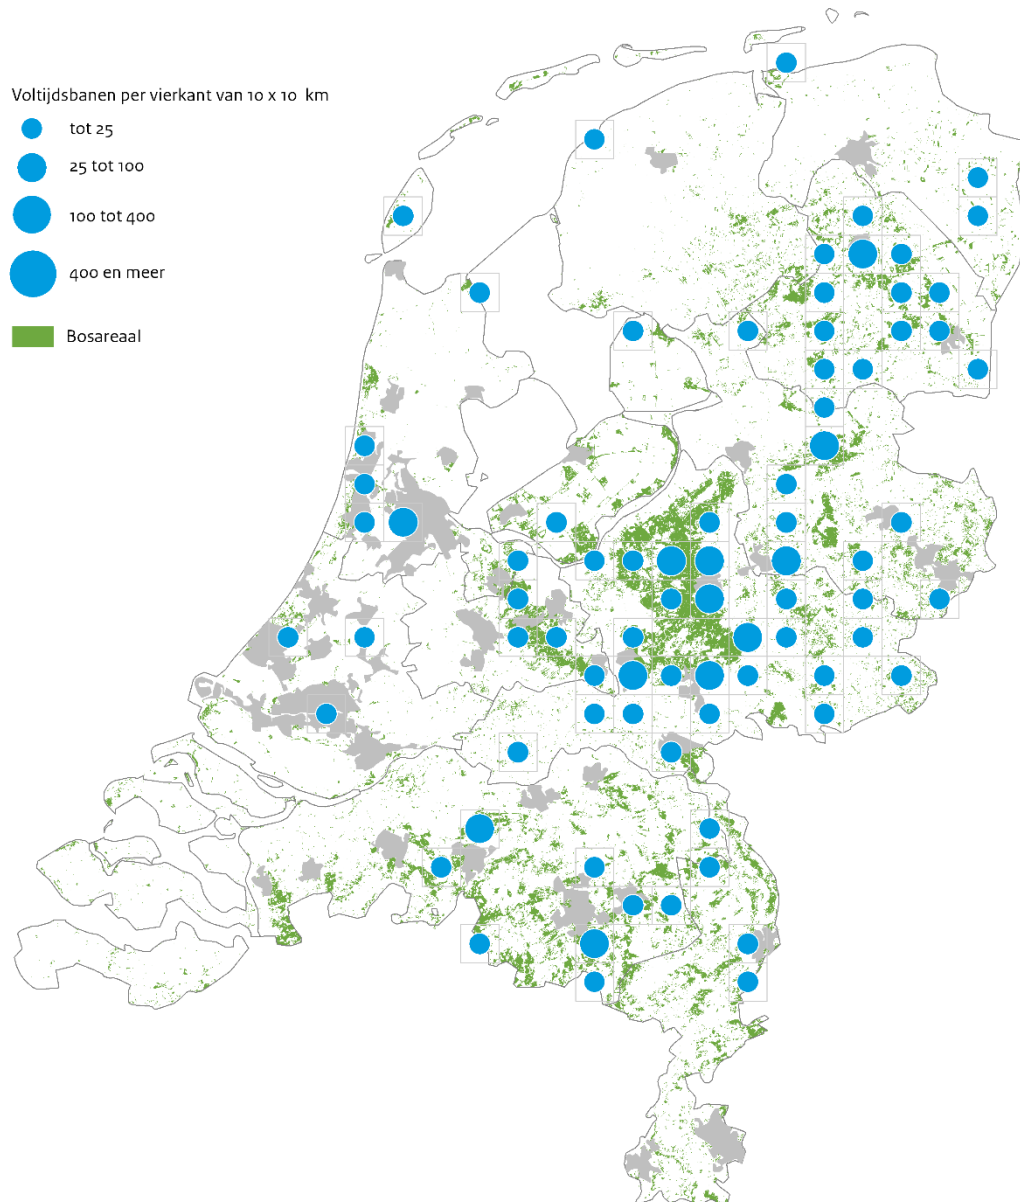 Voltijdsbanen per vierkant van 10 x 10 km
tot 25
25 tot 100
100 tot 400
400 en meer
Bosareaal